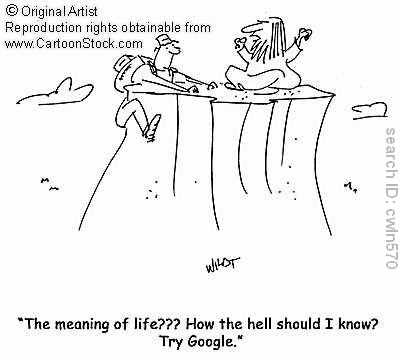 © Original Artist
Reproduction rights obtainable from
www.CartoonStock.com
search ID: cwln570
WILDT
"The meaning of life??? How the hell should I know?
Try Google."